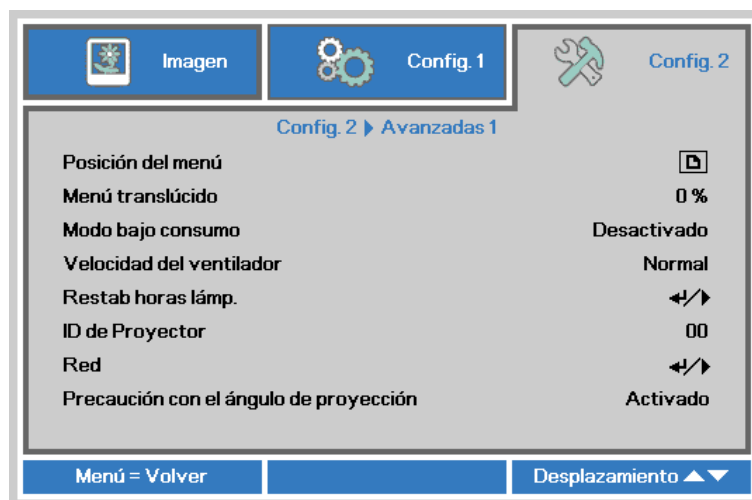 Imagen Config. 1 Config. 2
Config. 2 ▶ Avanzadas 1
Posición del menú
Menú translúcido 0 %
Modo bajo consumo Desactivado
Velocidad del ventilador Normal
Restab horas lámp. ↵/▶
ID de Proyector 00
Red ↵/▶
Precaución con el ángulo de proyección Activado
Menú = Volver Desplazamiento ▲▼